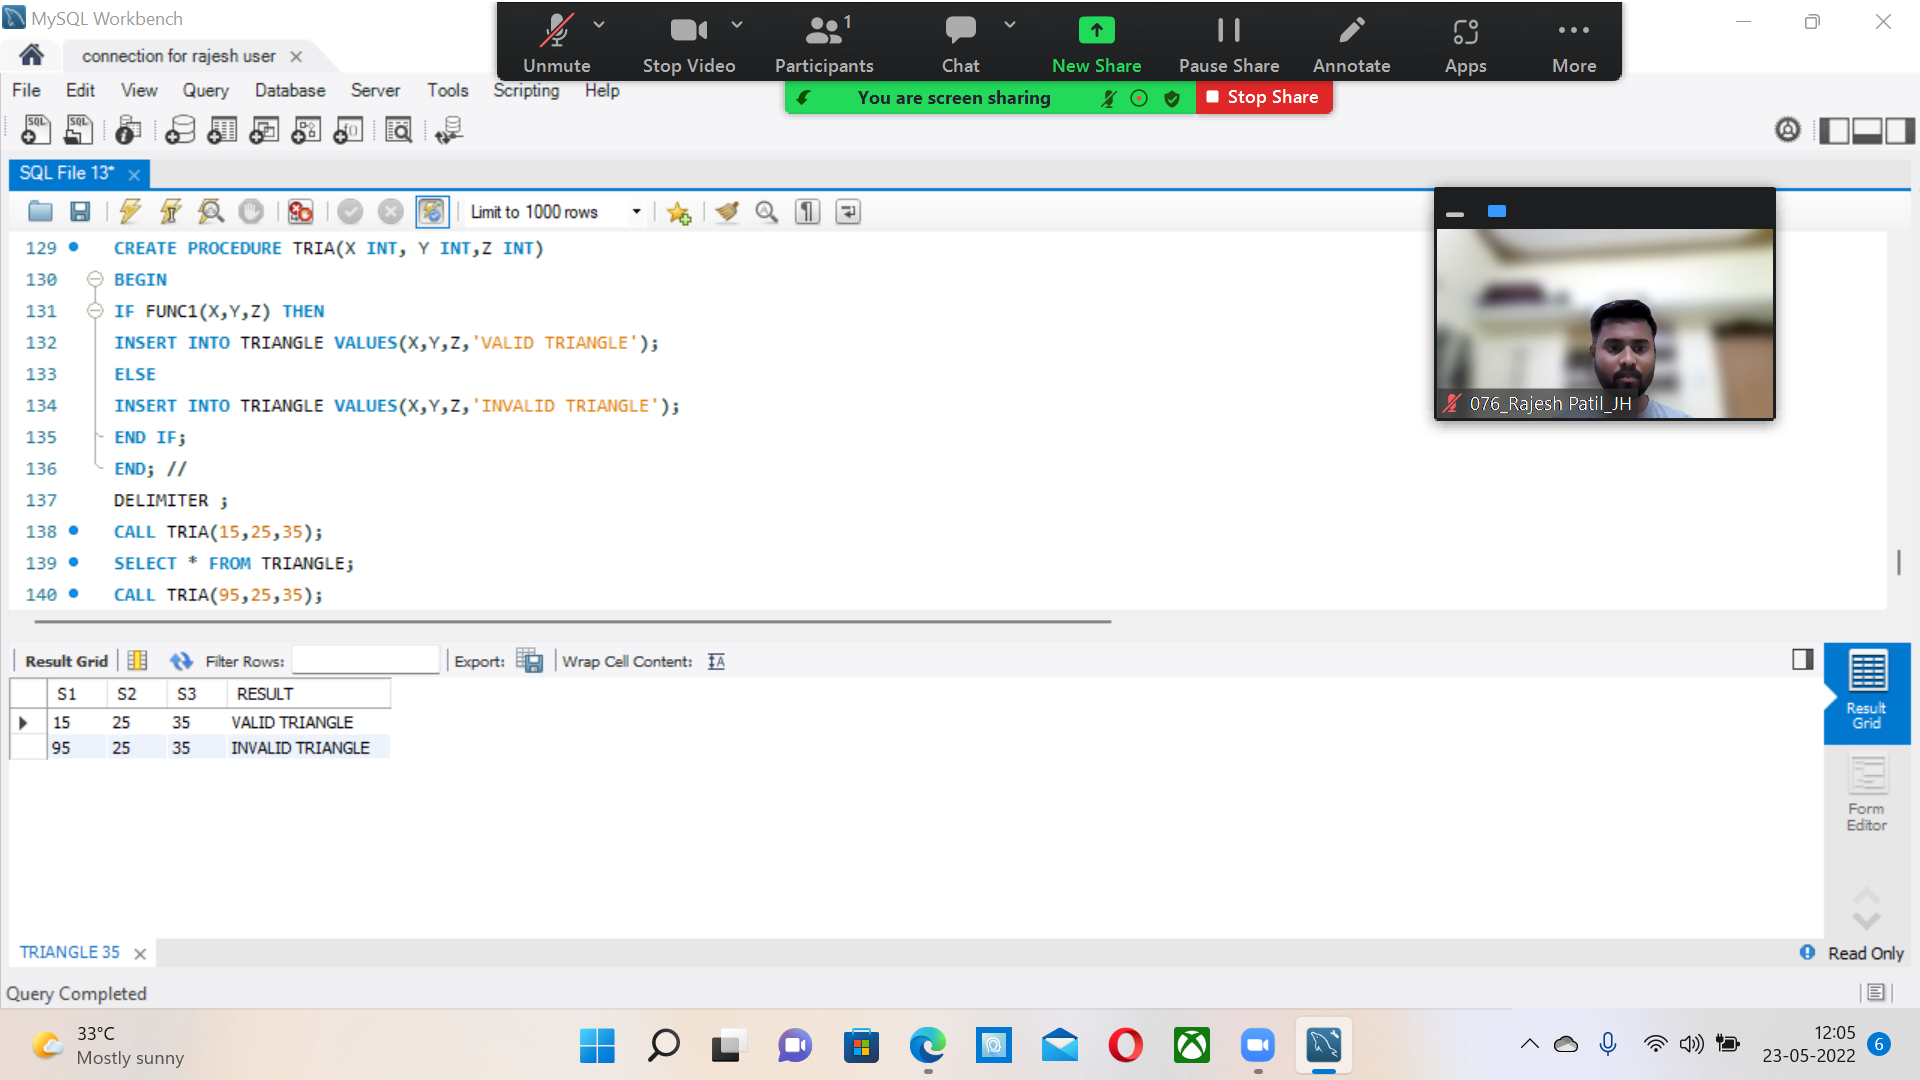 MySQL Workbench
connection for rajesh user
Unmute
Stop Video
1
Participants
Chat
New Share
Pause Share
Annotate
Apps
More
You are screen sharing
Stop Share
File Edit View Query Database Server Tools Scripting Help
SQL File 13*
Limit to 1000 rows
129 CREATE PROCEDURE TRIA(X INT, Y INT,Z INT)
130 BEGIN
131 IF FUNC1(X,Y,Z) THEN
132 INSERT INTO TRIANGLE VALUES(X,Y,Z,'VALID TRIANGLE');
133 ELSE
134 INSERT INTO TRIANGLE VALUES(X,Y,Z,'INVALID TRIANGLE');
135 END IF;
136 END; //
137 DELIMITER ;
138 CALL TRIA(15,25,35);
139 SELECT * FROM TRIANGLE;
140 CALL TRIA(95,25,35);
076_Rajesh Patil_JH
Result Grid Filter Rows: Export: Wrap Cell Content:
S1 S2 S3 RESULT
15 25 35 VALID TRIANGLE
95 25 35 INVALID TRIANGLE
Result
Grid
Form
Editor
TRIANGLE 35
Read Only
Query Completed
33°C
Mostly sunny
12:05
23-05-2022
6